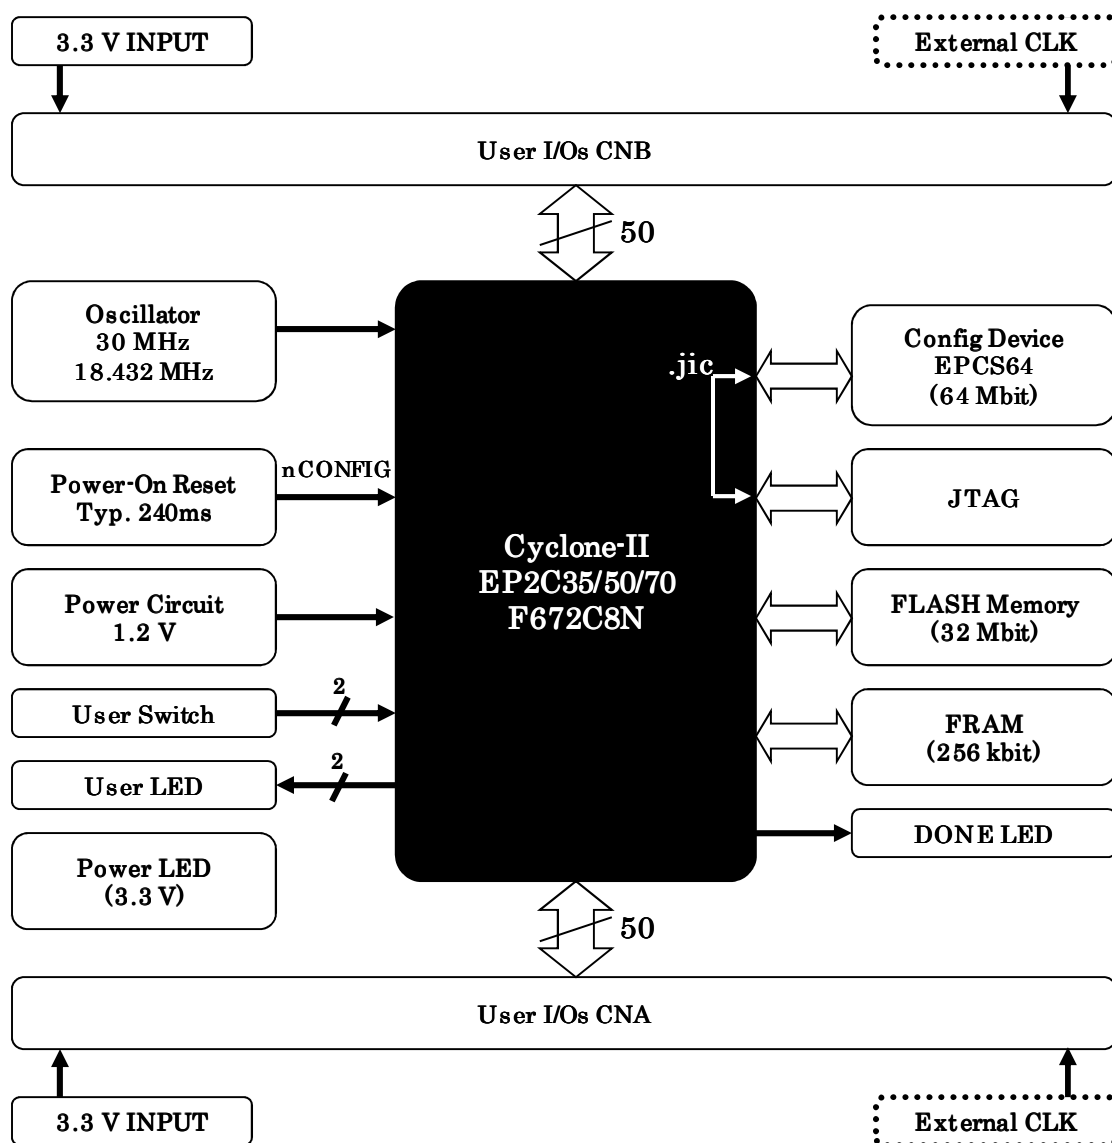 3.3 V INPUT
External CLK
User I/Os CNB
50
Oscillator
30 MHz
18.432 MHz
.jic
Config Device
EPCS64
(64 Mbit)
Power-On Reset
Typ. 240ms
nCONFIG
JTAG
Cyclone-II
EP2C35/50/70
F672C8N
Power Circuit
1.2 V
FLASH Memory
(32 Mbit)
User Switch
2
FRAM
(256 kbit)
User LED
2
DONE LED
Power LED
(3.3 V)
50
User I/Os CNA
3.3 V INPUT
External CLK